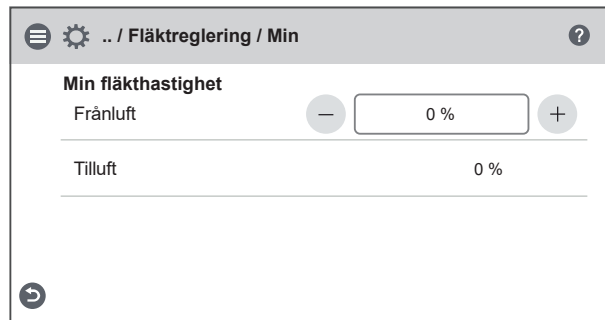 .. / Fläktreglering / Min
?
Min fläkthastighet
Frånluft − 0 % +
Tilluft 0 %